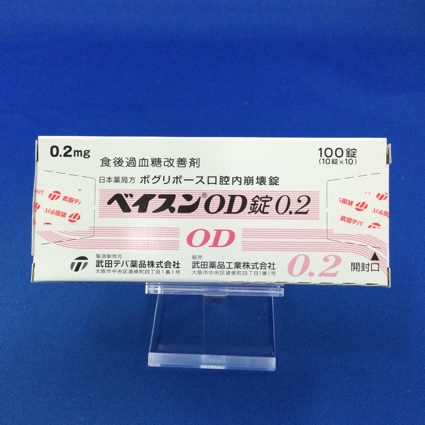 0.2mg
食後過血糖改善剤
100錠
(10錠×10)
日本薬局方 ボグリボース口腔内崩壊錠
ベイスン®OD錠0.2
OD
0.2
製造販売元
武田テバ薬品株式会社
大阪市中央区道修町四丁目1番1号
販売
武田薬品工業株式会社
大阪市中央区道修町四丁目1番1号
開封口